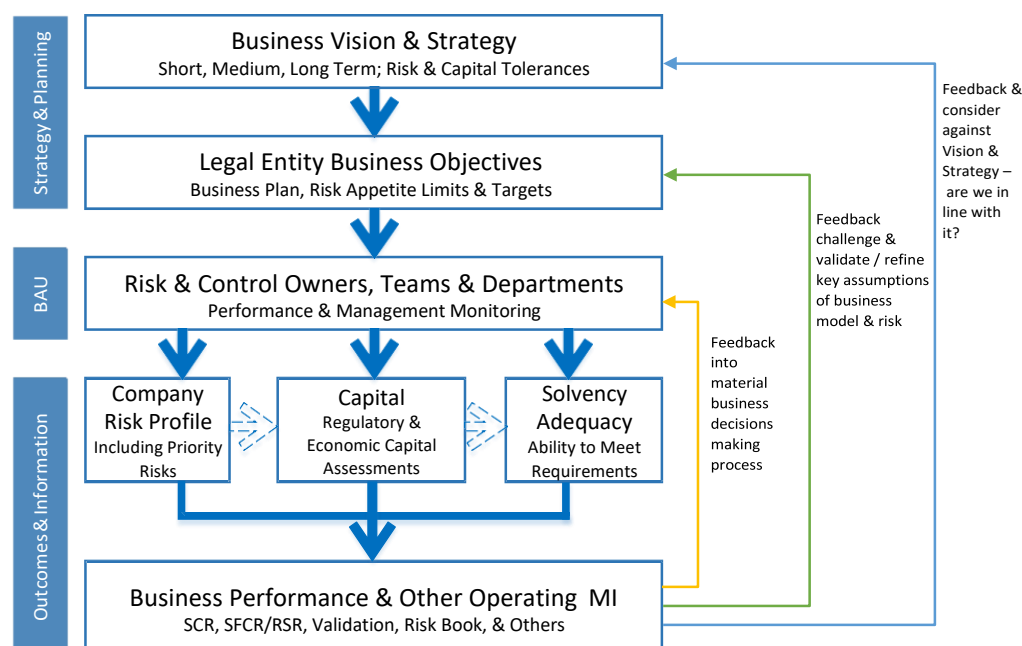 Strategy & Planning
Business Vision & Strategy
Short, Medium, Long Term; Risk & Capital Tolerances
Legal Entity Business Objectives
Business Plan, Risk Appetite Limits & Targets
BAU
Risk & Control Owners, Teams & Departments
Performance & Management Monitoring
Outcomes & Information
Company
Risk Profile
Including Priority
Risks
Capital
Regulatory &
Economic Capital
Assessments
Solvency
Adequacy
Ability to Meet
Requirements
Business Performance & Other Operating MI
SCR, SFCR/RSR, Validation, Risk Book, & Others
Feedback
into
material
business
decisions
making
process
Feedback
challenge &
validate / refine
key assumptions
of business
model & risk
Feedback &
consider
against
Vision &
Strategy –
are we in
line with
it?